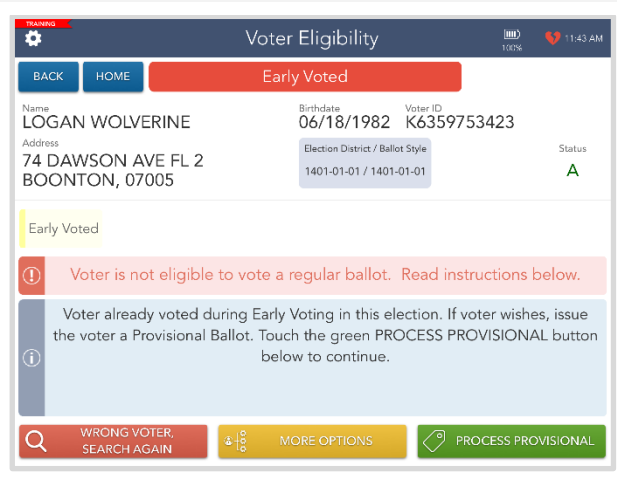 TRAINING
Voter Eligibility
100%
11:43 AM
BACK
HOME
Early Voted
Name
LOGAN WOLVERINE
Birthdate
06/18/1982
Voter ID
K6359753423
Address
74 DAWSON AVE FL 2
BOONTON, 07005
Election District / Ballot Style
1401-01-01 / 1401-01-01
Status
A
Early Voted
Voter is not eligible to vote a regular ballot. Read instructions below.
Voter already voted during Early Voting in this election. If voter wishes, issue
the voter a Provisional Ballot. Touch the green PROCESS PROVISIONAL button
below to continue.
WRONG VOTER,
SEARCH AGAIN
MORE OPTIONS
PROCESS PROVISIONAL